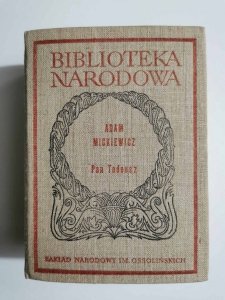 BIBLIOTEKA
NARODOWA
ADAM
MICKIEWICZ
Pan Tadeusz
ZAKŁAD NARODOWY IM. OSSOLIŃSKICH